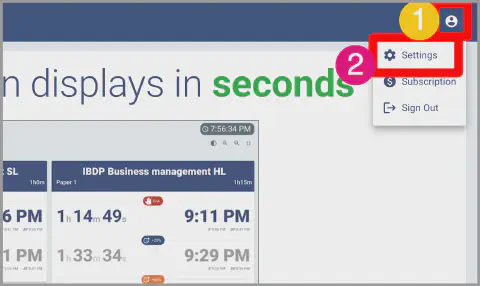 1
2
Settings
Subscription
Sign Out
n displays in seconds
7:56:34 PM
SL
1h0m
IBDP Business management HL
Paper 1
1h15m
6 PM
1h 14m 49s
9:11 PM
+25%
1 PM
1h 33m 34s
9:29 PM